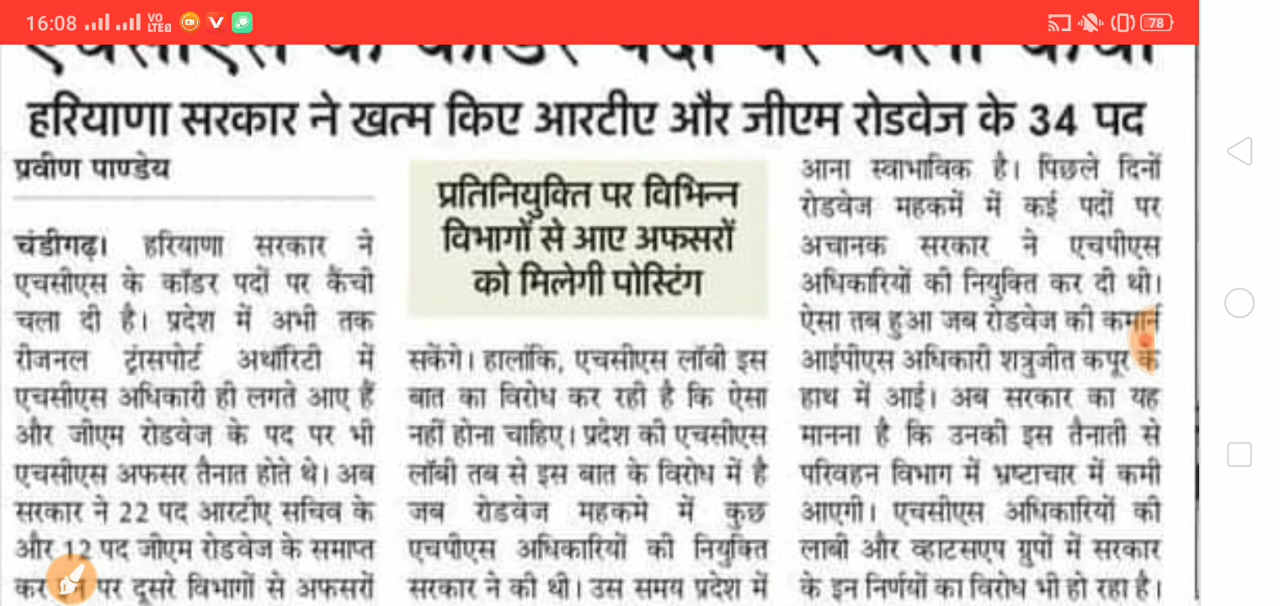 16:08
VO LTE
78
हरियाणा सरकार ने खत्म किए आरटीए और जीएम रोडवेज के 34 पद
प्रवीण पाण्डेय
चंडीगढ़। हरियाणा सरकार ने
एचसीएस के कॉडर पदों पर कैंची
चला दी है। प्रदेश में अभी तक
रीजनल ट्रांसपोर्ट अथॉरिटी में
एचसीएस अधिकारी ही लगते आए हैं
और जीएम रोडवेज के पद पर भी
एचसीएस अफसर तैनात होते थे। अब
सरकार ने 22 पद आरटीए सचिव के
और 12 पद जीएम रोडवेज के समाप्त
कर पर दूसरे विभागों से अफसरों
प्रतिनियुक्ति पर विभिन्न
विभागों से आए अफसरों
को मिलेगी पोस्टिंग
सकेंगे। हालांकि, एचसीएस लॉबी इस
बात का विरोध कर रही है कि ऐसा
नहीं होना चाहिए। प्रदेश की एचसीएस
लॉबी तब से इस बात के विरोध में है
जब रोडवेज महकमे में कुछ
एचपीएस अधिकारियों की नियुक्ति
सरकार ने की थी। उस समय प्रदेश में
आना स्वाभाविक है। पिछले दिनों
रोडवेज महकमें में कई पदों पर
अचानक सरकार ने एचपीएस
अधिकारियों की नियुक्ति कर दी थी।
ऐसा तब हुआ जब रोडवेज की कमान
आईपीएस अधिकारी शत्रुजीत कपूर के
हाथ में आई। अब सरकार का यह
मानना है कि उनकी इस तैनाती से
परिवहन विभाग में भ्रष्टाचार में कमी
आएगी। एचसीएस अधिकारियों की
लाबी और व्हाटसएप ग्रुपों में सरकार
के इन निर्णयों का विरोध भी हो रहा है।